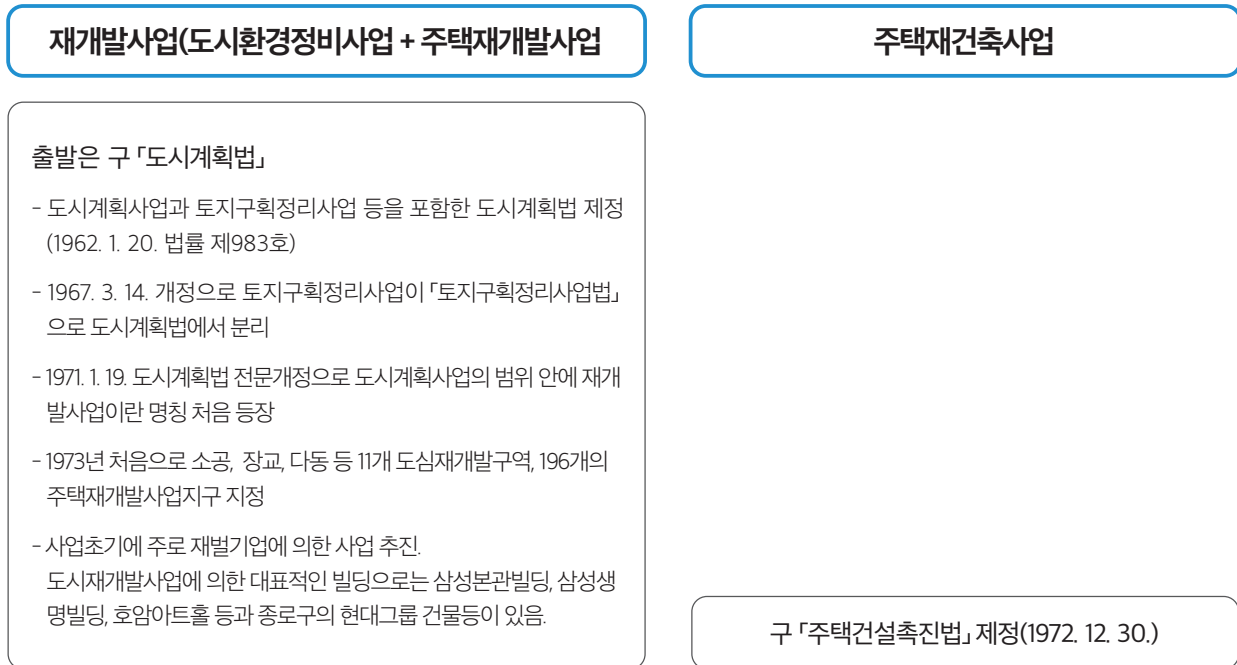 재개발사업(도시환경정비사업 + 주택재개발사업
주택재건축사업
출발은 구 「도시계획법」
- 도시계획사업과 토지구획정리사업 등을 포함한 도시계획법 제정
(1962. 1. 20. 법률 제983호)
- 1967. 3. 14. 개정으로 토지구획정리사업이 「토지구획정리사업법」
으로 도시계획법에서 분리
- 1971. 1. 19. 도시계획법 전문개정으로 도시계획사업의 범위 안에 재개
발사업이란 명칭 처음 등장
- 1973년 처음으로 소공, 장교, 다동 등 11개 도심재개발구역, 196개의
주택재개발사업지구 지정
- 사업초기에 주로 재벌기업에 의한 사업 추진.
도시재개발사업에 의한 대표적인 빌딩으로는 삼성본관빌딩, 삼성생
명빌딩, 호암아트홀 등과 종로구의 현대그룹 건물등이 있음.
구 「주택건설촉진법」 제정(1972. 12. 30.)